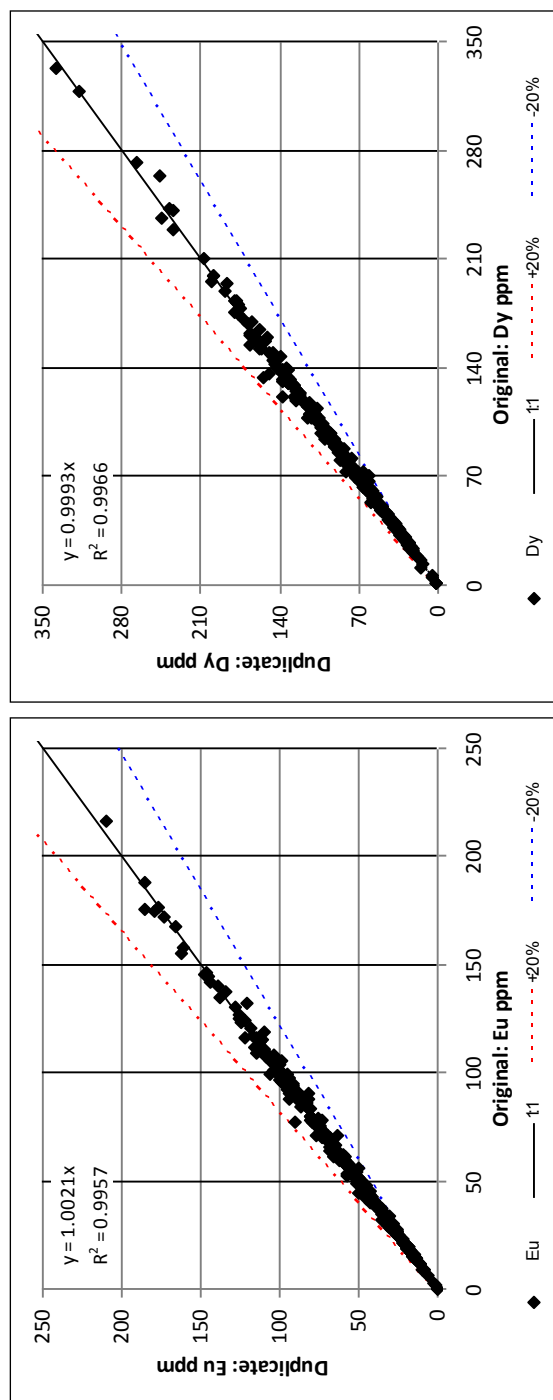 250
200
150
100
50
0
Duplicate: Eu ppm
y = 1.0021x
R² = 0.9957
0 50 100 150 200 250
Original: Eu ppm
Eu 1:1 +20% -20%
350
280
210
140
70
0
Duplicate: Dy ppm
y = 0.9993x
R² = 0.9966
0 70 140 210 280 350
Original: Dy ppm
Dy 1:1 +20% -20%